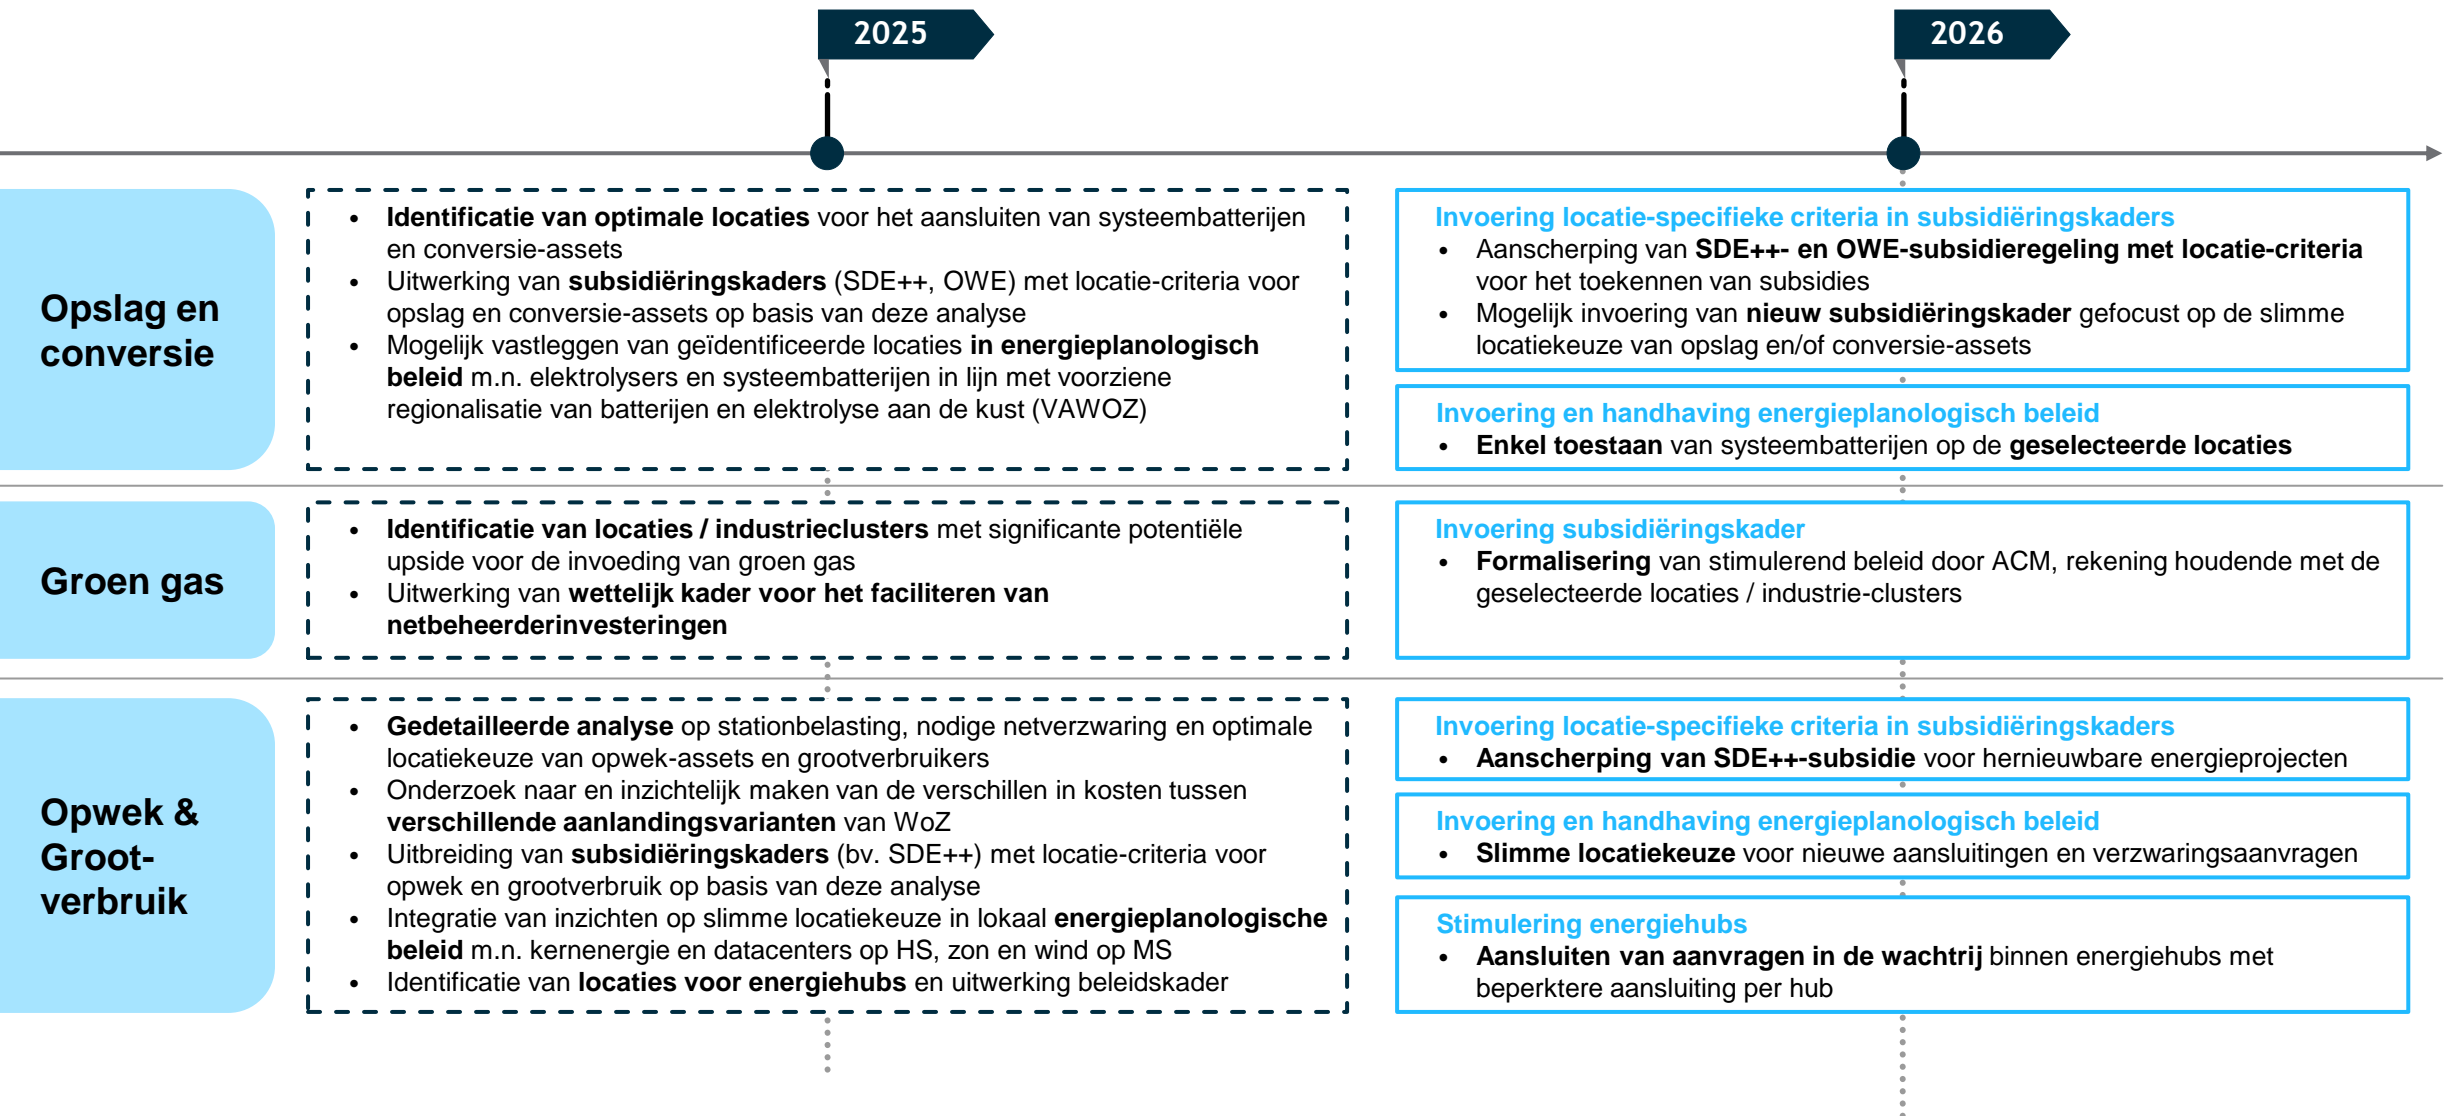 2025
2026
Opslag en
conversie
• Identificatie van optimale locaties voor het aansluiten van systeembatterijen
en conversie-assets
• Uitwerking van subsidiëringskaders (SDE++, OWE) met locatie-criteria voor
opslag en conversie-assets op basis van deze analyse
• Mogelijk vastleggen van geïdentificeerde locaties in energieplanologisch
beleid m.n. elektrolysers en systeembatterijen in lijn met voorziene
regionalisatie van batterijen en elektrolyse aan de kust (VAWOZ)
Invoering locatie-specifieke criteria in subsidiëringskaders
• Aanscherping van SDE++- en OWE-subsidieregeling met locatie-criteria
voor het toekennen van subsidies
• Mogelijk invoering van nieuw subsidiëringskader gefocust op de slimme
locatiekeuze van opslag en/of conversie-assets
Invoering en handhaving energieplanologisch beleid
• Enkel toestaan van systeembatterijen op de geselecteerde locaties
Groen gas
• Identificatie van locaties / industrieclusters met significante potentiële
upside voor de invoeding van groen gas
• Uitwerking van wettelijk kader voor het faciliteren van
netbeheerderinvesteringen
Invoering subsidiëringskader
• Formalisering van stimulerend beleid door ACM, rekening houdende met de
geselecteerde locaties / industrie-clusters
Opwek &
Groot-
verbruik
• Gedetailleerde analyse op stationbelasting, nodige netverzwaring en optimale
locatiekeuze van opwek-assets en grootverbruikers
• Onderzoek naar en inzichtelijk maken van de verschillen in kosten tussen
verschillende aanlandingsvarianten van WoZ
• Uitbreiding van subsidiëringskaders (bv. SDE++) met locatie-criteria voor
opwek en grootverbruik op basis van deze analyse
• Integratie van inzichten op slimme locatiekeuze in lokaal energieplanologische
beleid m.n. kernenergie en datacenters op HS, zon en wind op MS
• Identificatie van locaties voor energiehubs en uitwerking beleidskader
Invoering locatie-specifieke criteria in subsidiëringskaders
• Aanscherping van SDE++-subsidie voor hernieuwbare energieprojecten
Invoering en handhaving energieplanologisch beleid
• Slimme locatiekeuze voor nieuwe aansluitingen en verzwaringsaanvragen
Stimulering energiehubs
• Aansluiten van aanvragen in de wachtrij binnen energiehubs met
beperktere aansluiting per hub